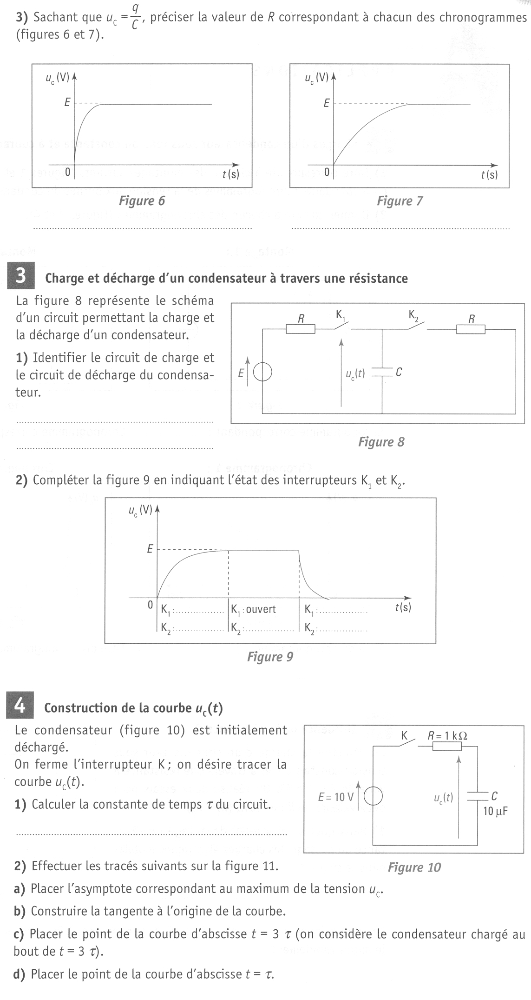 3) Sachant que u_c = q/C, préciser la valeur de R correspondant à chacun des chronogrammes
(figures 6 et 7).
u_c (V)
E
0
t(s)
Figure 6
u_c (V)
E
0
t(s)
Figure 7
3 Charge et décharge d'un condensateur à travers une résistance
La figure 8 représente le schéma
d'un circuit permettant la charge et
la décharge d'un condensateur.
1) Identifier le circuit de charge et
le circuit de décharge du condensa-
teur.
R K₁ K₂ R
E u_c(t) C
Figure 8
2) Compléter la figure 9 en indiquant l'état des interrupteurs K₁ et K₂.
u_c (V)
E
0 t(s)
K₁ :.................. K₁ : ouvert K₁ :..................
K₂ :.................. K₂ :.................. K₂ :..................
Figure 9
4 Construction de la courbe u_c(t)
Le condensateur (figure 10) est initialement
déchargé.
On ferme l'interrupteur K ; on désire tracer la
courbe u_c(t).
1) Calculer la constante de temps τ du circuit.
K R = 1 kΩ
E = 10 V u_c(t) C
10 µF
Figure 10
2) Effectuer les tracés suivants sur la figure 11.
a) Placer l'asymptote correspondant au maximum de la tension u_c.
b) Construire la tangente à l'origine de la courbe.
c) Placer le point de la courbe d'abscisse t = 3 τ (on considère le condensateur chargé au
bout de t = 3 τ).
d) Placer le point de la courbe d'abscisse t = τ.